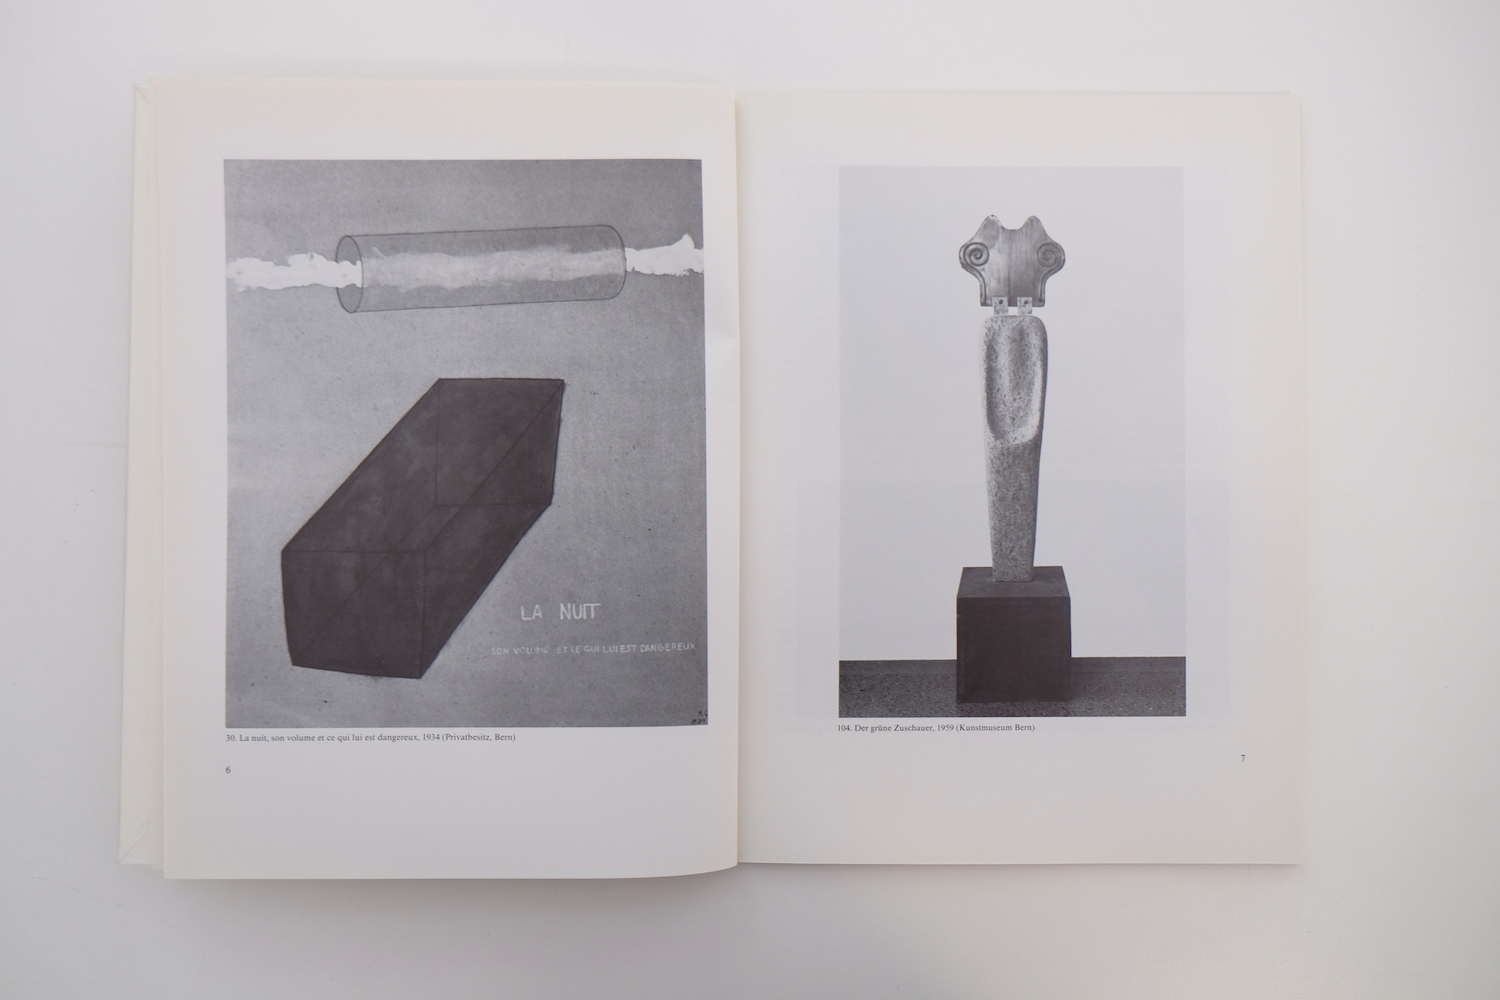 LA NUIT
SON VOLUME ET CE QUI LUI EST DANGEREUX
30. La nuit, son volume et ce qui lui est dangereux, 1934 (Privatbesitz, Bern)
6
104. Der grüne Zuschauer, 1959 (Kunstmuseum Bern)
7